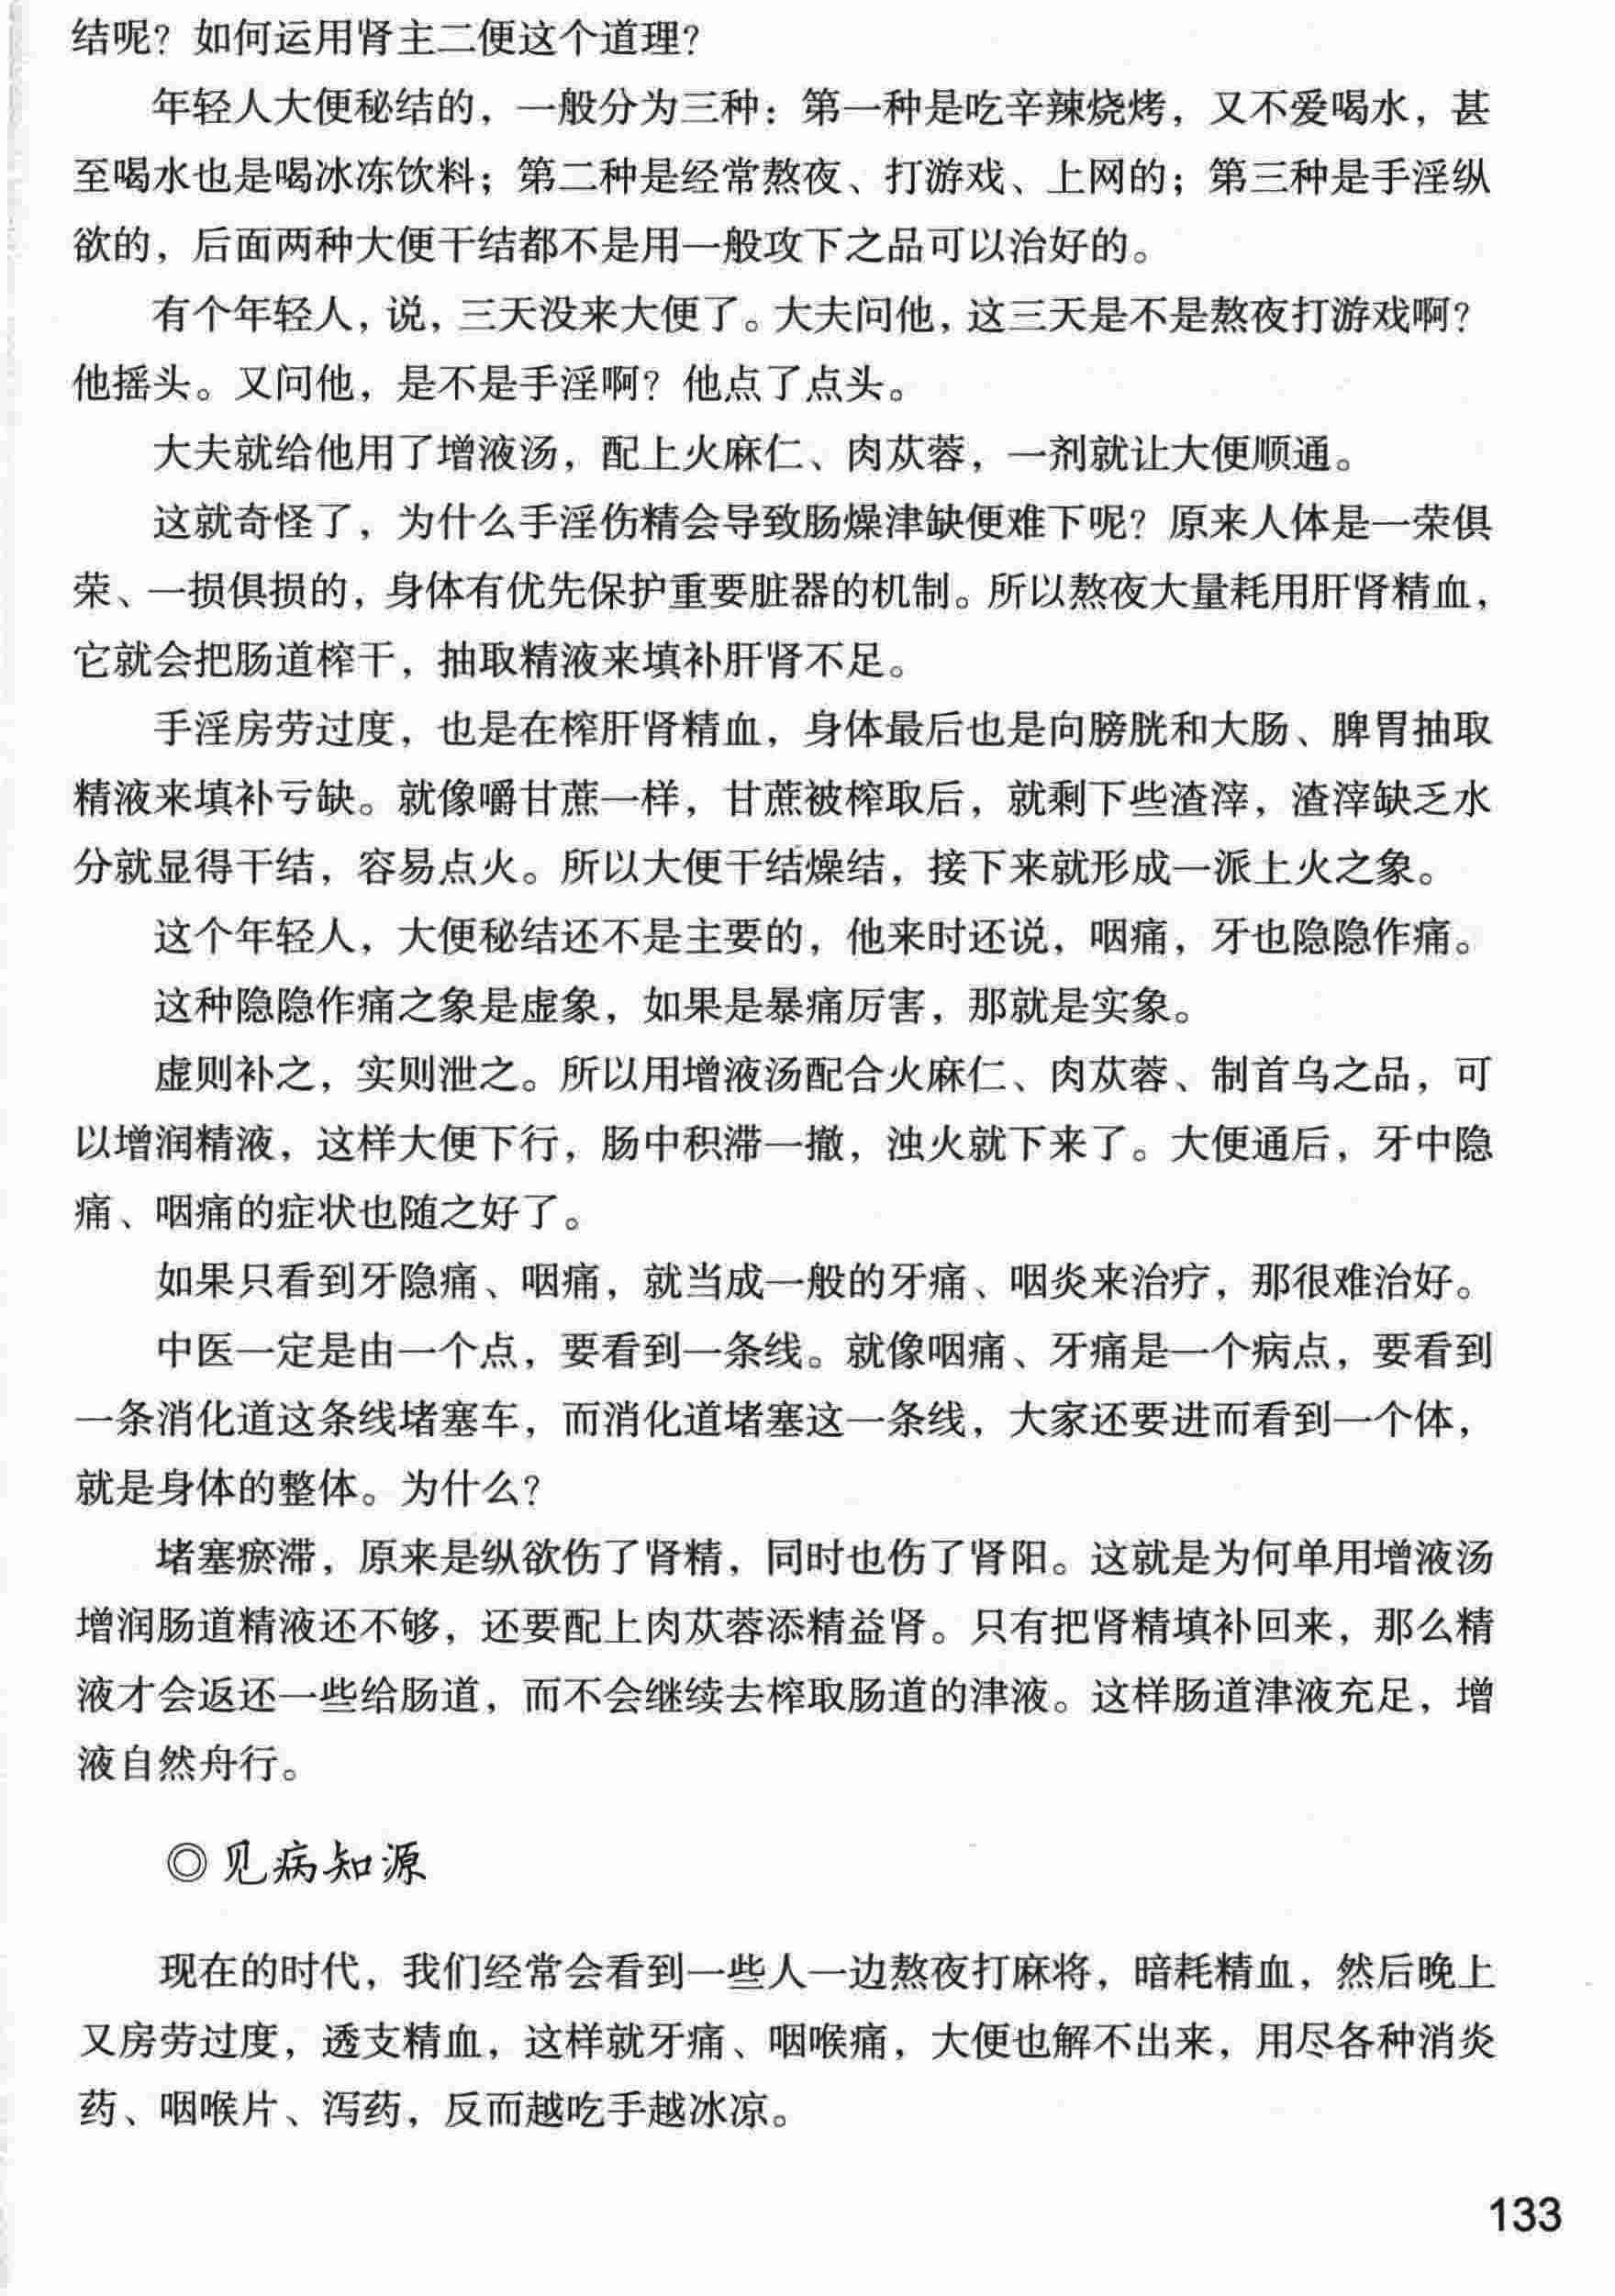 结呢？如何运用肾主二便这个道理？
年轻人大便秘结的，一般分为三种：第一种是吃辛辣烧烤，又不爱喝水，甚
至喝水也是喝冰冻饮料；第二种是经常熬夜、打游戏、上网的；第三种是手淫纵
欲的，后面两种大便干结都不是用一般攻下之品可以治好的。
有个年轻人，说，三天没来大便了。大夫问他，这三天是不是熬夜打游戏啊？
他摇头。又问他，是不是手淫啊？他点了点头。
大夫就给他用了增液汤，配上火麻仁、肉苁蓉，一剂就让大便顺通。
这就奇怪了，为什么手淫伤精会导致肠燥津缺便难下呢？原来人体是一荣俱
荣、一损俱损的，身体有优先保护重要脏器的机制。所以熬夜大量耗用肝肾精血，
它就会把肠道榨干，抽取精液来填补肝肾不足。
手淫房劳过度，也是在榨肝肾精血，身体最后也是向膀胱和大肠、脾胃抽取
精液来填补亏缺。就像嚼甘蔗一样，甘蔗被榨取后，就剩下些渣滓，渣滓缺乏水
分就显得干结，容易点火。所以大便干结燥结，接下来就形成一派上火之象。
这个年轻人，大便秘结还不是主要的，他来时还说，咽痛，牙也隐隐作痛。
这种隐隐作痛之象是虚象，如果是暴痛厉害，那就是实象。
虚则补之，实则泄之。所以用增液汤配合火麻仁、肉苁蓉、制首乌之品，可
以增润精液，这样大便下行，肠中积滞一撤，浊火就下来了。大便通后，牙中隐
痛、咽痛的症状也随之好了。
如果只看到牙隐痛、咽痛，就当成一般的牙痛、咽炎来治疗，那很难治好。
中医一定是由一个点，要看到一条线。就像咽痛、牙痛是一个病点，要看到
一条消化道这条线堵塞车，而消化道堵塞这一条线，大家还要进而看到一个体，
就是身体的整体。为什么？
堵塞瘀滞，原来是纵欲伤了肾精，同时也伤了肾阳。这就是为何单用增液汤
增润肠道精液还不够，还要配上肉苁蓉添精益肾。只有把肾精填补回来，那么精
液才会返还一些给肠道，而不会继续去榨取肠道的津液。这样肠道津液充足，增
液自然舟行。
◎见病知源
现在的时代，我们经常会看到一些人一边熬夜打麻将，暗耗精血，然后晚上
又房劳过度，透支精血，这样就牙痛、咽喉痛，大便也解不出来，用尽各种消炎
药、咽喉片、泻药，反而越吃手越冰凉。
133